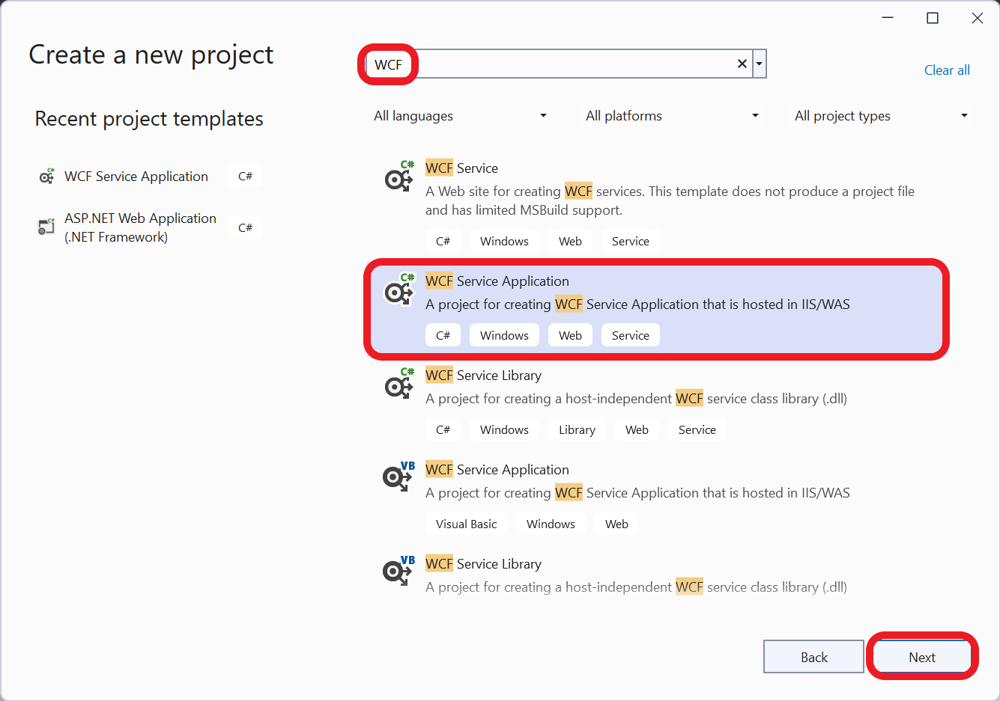 Create a new project
WCF
Clear all
Recent project templates
All languages
All platforms
All project types
WCF Service Application
C#
ASP.NET Web Application
(.NET Framework)
C#
C#
WCF Service
A Web site for creating WCF services. This template does not produce a project file
and has limited MSBuild support.
C# Windows Web Service
C#
WCF Service Application
A project for creating WCF Service Application that is hosted in IIS/WAS
C# Windows Web Service
C#
WCF Service Library
A project for creating a host-independent WCF service class library (.dll)
C# Windows Library Web Service
VB
WCF Service Application
A project for creating WCF Service Application that is hosted in IIS/WAS
Visual Basic Windows Web
VB
WCF Service Library
A project for creating a host-independent WCF service class library (.dll)
Back
Next